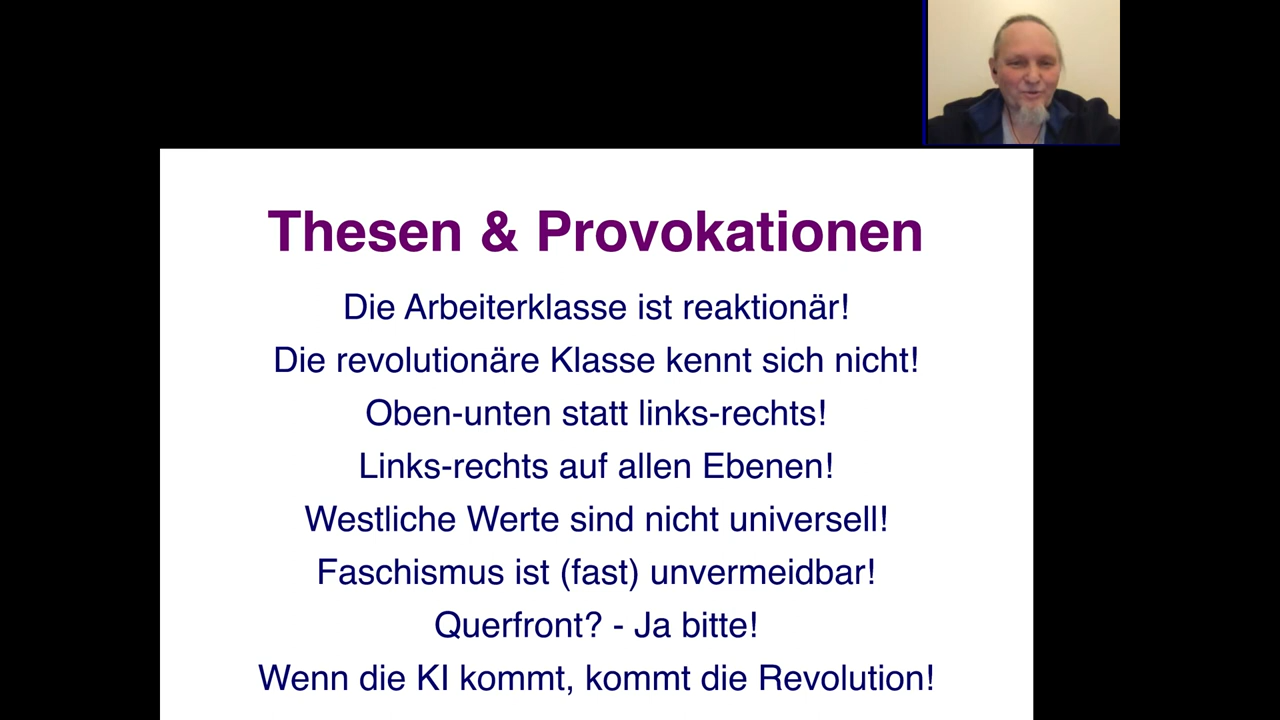 Thesen & Provokationen
Die Arbeiterklasse ist reaktionär!
Die revolutionäre Klasse kennt sich nicht!
Oben-unten statt links-rechts!
Links-rechts auf allen Ebenen!
Westliche Werte sind nicht universell!
Faschismus ist (fast) unvermeidbar!
Querfront? - Ja bitte!
Wenn die KI kommt, kommt die Revolution!